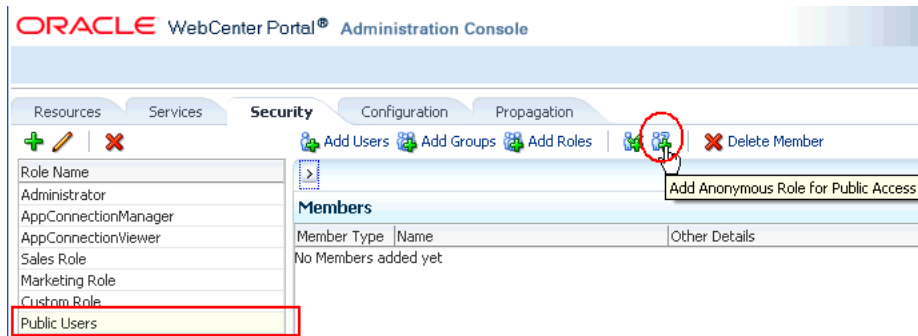 ORACLE WebCenter Portal® Administration Console
Resources Services Security Configuration Propagation
Add Users Add Groups Add Roles Delete Member
Role Name
Add Anonymous Role for Public Access
Administrator
Members
AppConnectionManager
AppConnectionViewer
Member Type Name Other Details
Sales Role
No Members added yet
Marketing Role
Custom Role
Public Users